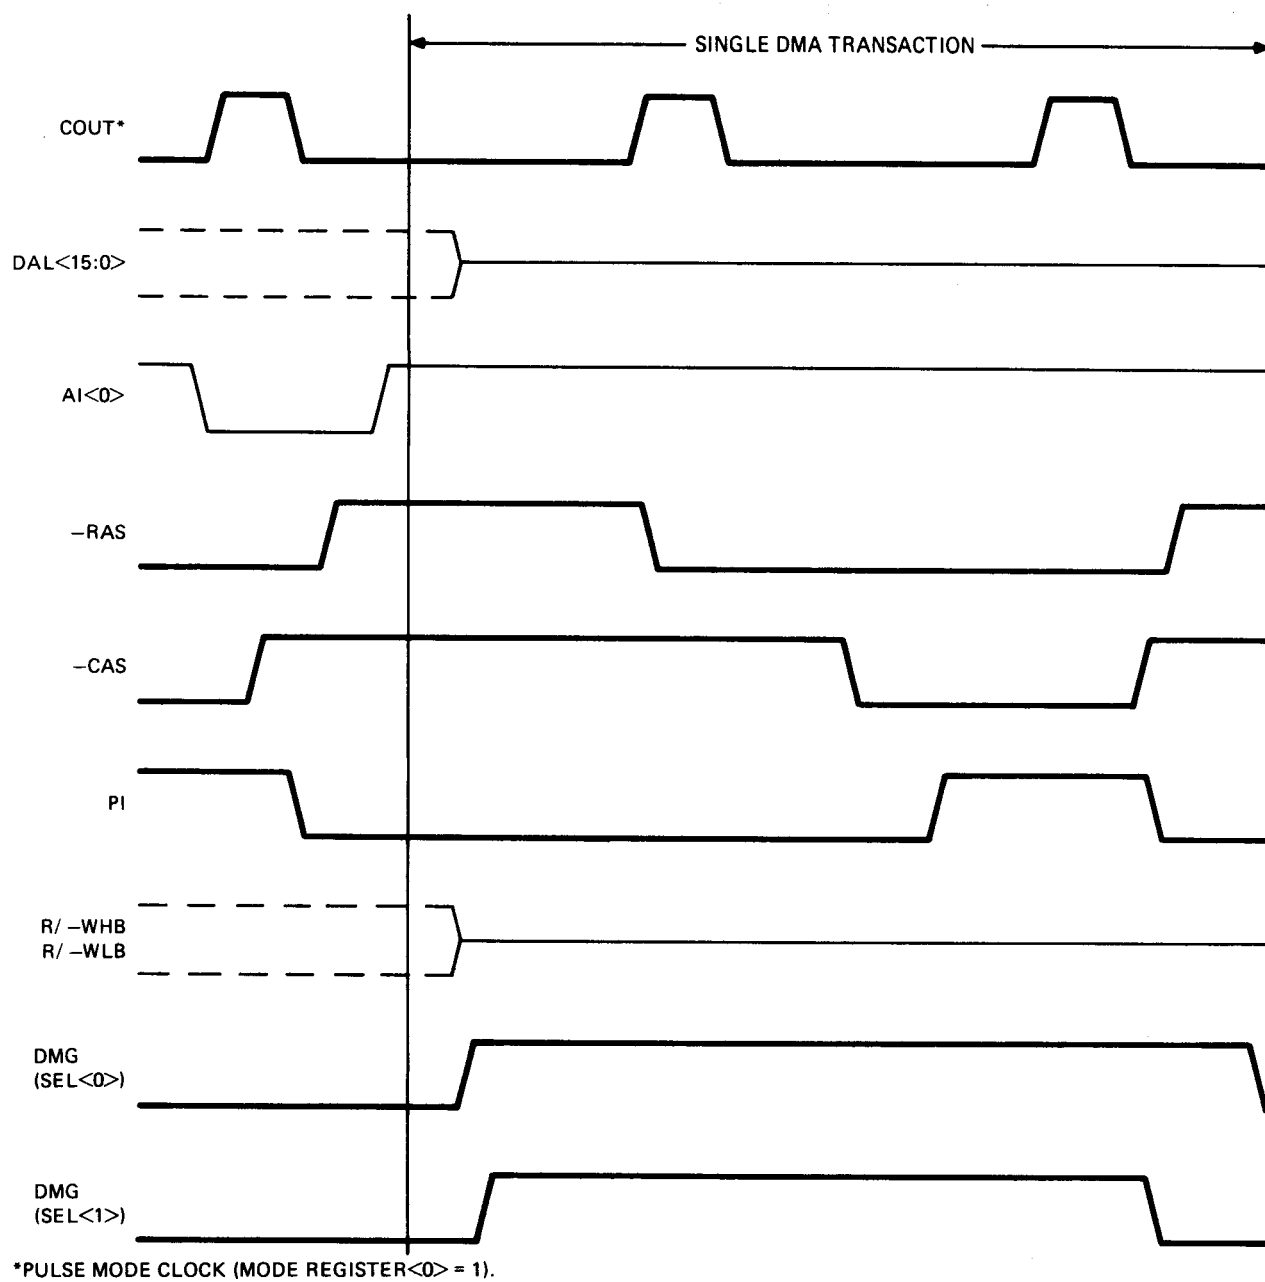 SINGLE DMA TRANSACTION
COUT*
DAL<15:0>
AI<0>
—RAS
—CAS
PI
R/ —WHB
R/ —WLB
DMG
(SEL<0>)
DMG
(SEL<1>)
*PULSE MODE CLOCK (MODE REGISTER<0> = 1).